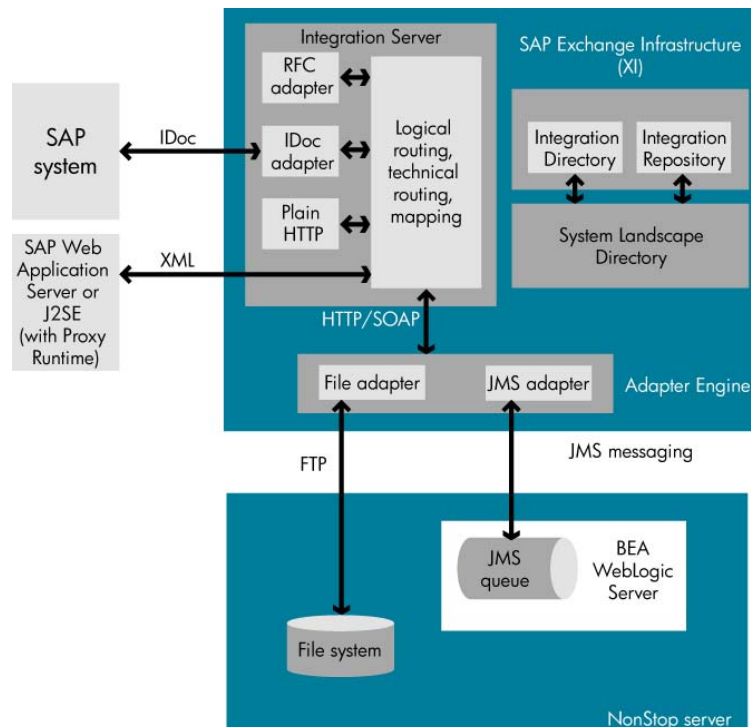 Integration Server
RFC
adapter
SAP Exchange Infrastructure
(XI)
SAP
system
IDoc
IDoc
adapter
Logical
routing,
technical
routing,
mapping
Integration
Directory
Integration
Repository
Plain
HTTP
SAP Web
Application
Server or
J2SE
(with Proxy
Runtime)
XML
System Landscape
Directory
HTTP/SOAP
File adapter
JMS adapter
Adapter Engine
FTP
JMS messaging
JMS
queue
BEA
WebLogic
Server
File system
NonStop server